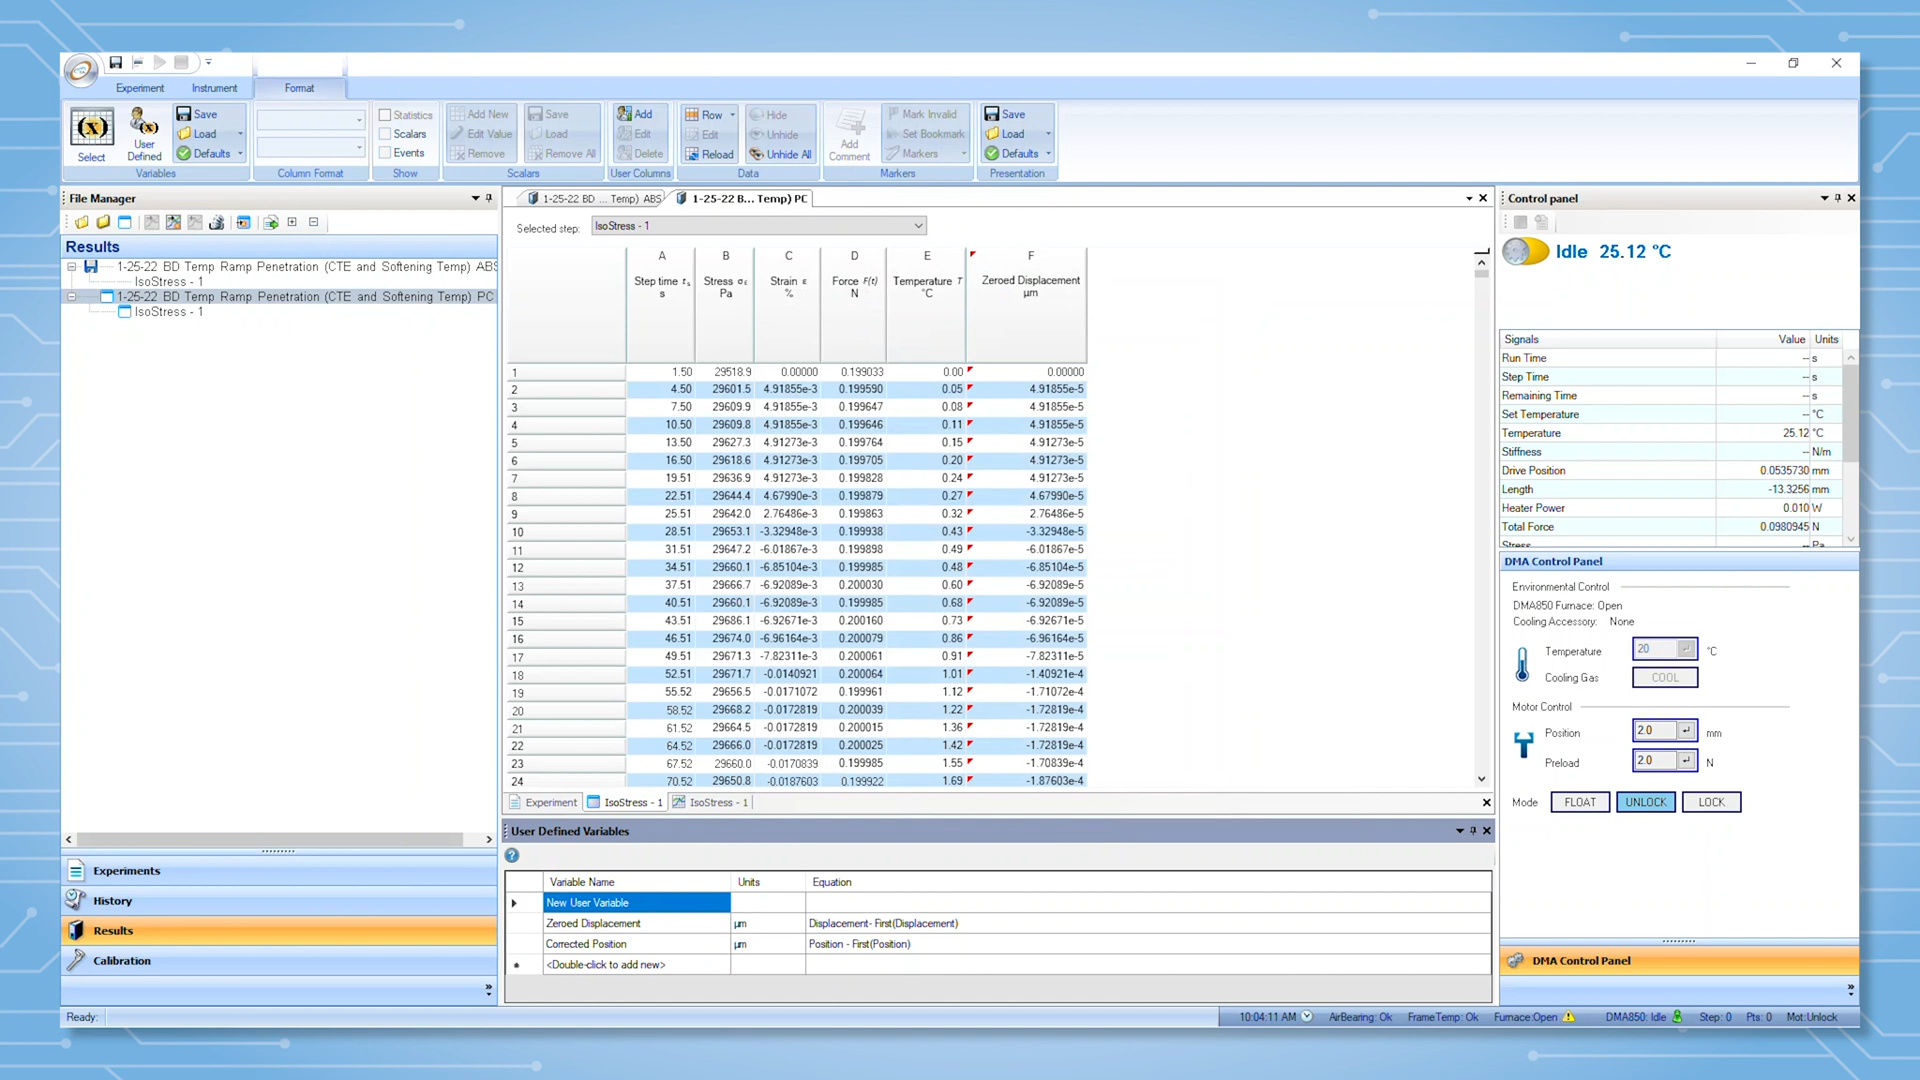 Experiment Instrument Format
Select
User Defined
Save
Load
Defaults
Variables
Column Format
Statistics
Scalars
Events
Show
Add New
Edit Value
Remove
Save
Load
Remove All
Scalars
Add
Edit
Delete
User Columns
Row
Edit
Reload
Hide
Unhide
Unhide All
Data
Add Comment
Mark Invalid
Set Bookmark
Markers
Markers
Save
Load
Defaults
Presentation
File Manager
Results
1-25-22 BD Temp Ramp Penetration (CTE and Softening Temp) ABS
IsoStress - 1
1-25-22 BD Temp Ramp Penetration (CTE and Softening Temp) PC
IsoStress - 1
Experiments
History
Results
Calibration
1-25-22 BD ... Temp) ABS 1-25-22 B... Temp) PC
Selected step: IsoStress - 1
A B C D E F
Step time ts Stress σε Strain ε Force F(t) Temperature T Zeroed Displacement
s Pa % N °C µm
1 1.50 29518.9 0.00000 0.199033 0.00 0.00000
2 4.50 29601.5 4.91855e-3 0.199590 0.05 4.91855e-5
3 7.50 29609.9 4.91855e-3 0.199647 0.08 4.91855e-5
4 10.50 29609.8 4.91855e-3 0.199646 0.11 4.91855e-5
5 13.50 29627.3 4.91273e-3 0.199764 0.15 4.91273e-5
6 16.50 29618.6 4.91273e-3 0.199705 0.20 4.91273e-5
7 19.51 29636.9 4.91273e-3 0.199828 0.24 4.91273e-5
8 22.51 29644.4 4.67990e-3 0.199879 0.27 4.67990e-5
9 25.51 29642.0 2.76486e-3 0.199863 0.32 2.76486e-5
10 28.51 29653.1 -3.32948e-3 0.199938 0.43 -3.32948e-5
11 31.51 29647.2 -6.01867e-3 0.199898 0.49 -6.01867e-5
12 34.51 29660.1 -6.85104e-3 0.199985 0.48 -6.85104e-5
13 37.51 29666.7 -6.92089e-3 0.200030 0.60 -6.92089e-5
14 40.51 29660.1 -6.92089e-3 0.199985 0.68 -6.92089e-5
15 43.51 29686.1 -6.92671e-3 0.200160 0.73 -6.92671e-5
16 46.51 29674.0 -6.96164e-3 0.200079 0.86 -6.96164e-5
17 49.51 29671.3 -7.82311e-3 0.200061 0.91 -7.82311e-5
18 52.51 29671.7 -0.0140921 0.200064 1.01 -1.40921e-4
19 55.52 29656.5 -0.0171072 0.199961 1.12 -1.71072e-4
20 58.52 29668.2 -0.0172819 0.200039 1.22 -1.72819e-4
21 61.52 29664.5 -0.0172819 0.200015 1.36 -1.72819e-4
22 64.52 29666.0 -0.0172819 0.200025 1.42 -1.72819e-4
23 67.52 29660.0 -0.0170839 0.199985 1.55 -1.70839e-4
24 70.52 29650.8 -0.0187603 0.199922 1.69 -1.87603e-4
Experiment IsoStress - 1 IsoStress - 1
User Defined Variables
Variable Name Units Equation
New User Variable
Zeroed Displacement µm Displacement- First(Displacement)
Corrected Position µm Position - First(Position)
<Double-click to add new>
Control panel
Idle 25.12 °C
Signals Value Units
Run Time -- s
Step Time -- s
Remaining Time -- s
Set Temperature -- °C
Temperature 25.12 °C
Stiffness -- N/m
Drive Position 0.0535730 mm
Length -13.3256 mm
Heater Power 0.010 W
Total Force 0.0980945 N
Stress -- Pa
DMA Control Panel
Environmental Control
DMA850 Furnace: Open
Cooling Accessory: None
Temperature 20 °C
Cooling Gas COOL
Motor Control
Position 2.0 mm
Preload 2.0 N
Mode FLOAT UNLOCK LOCK
DMA Control Panel
Ready: 10:04:11 AM AirBearing: Ok FrameTemp: Ok Furnace:Open DMA850: Idle Step: 0 Pts: 0 Mot:Unlock